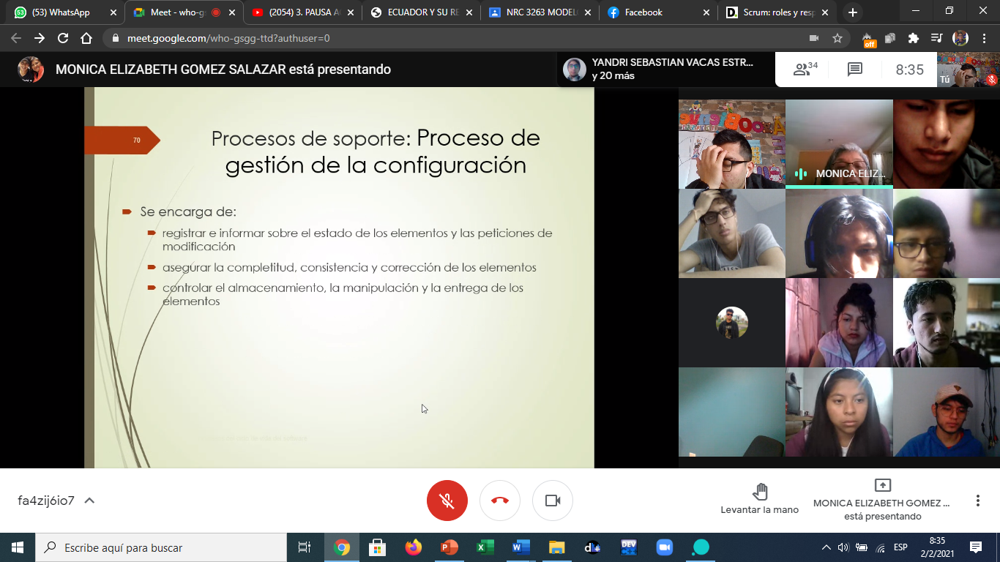 (53) WhatsApp
Meet - who-gs
(2054) 3. PAUSA A
ECUADOR Y SU RE
NRC 3263 MODEL
Facebook
Scrum: roles y resp
meet.google.com/who-gsgg-ttd?authuser=0
off
MONICA ELIZABETH GOMEZ SALAZAR está presentando
YANDRI SEBASTIAN VACAS ESTR...
y 20 más
34
8:35
Tú
70
Procesos de soporte: Proceso de
gestión de la configuración
Se encarga de:
registrar e informar sobre el estado de los elementos y las peticiones de
modificación
asegurar la completitud, consistencia y corrección de los elementos
controlar el almacenamiento, la manipulación y la entrega de los
elementos
MONICA ELIZ...
fa4zij6io7
Levantar la mano
MONICA ELIZABETH GOMEZ ...
está presentando
Escribe aquí para buscar
DEV
ESP
8:35
2/2/2021